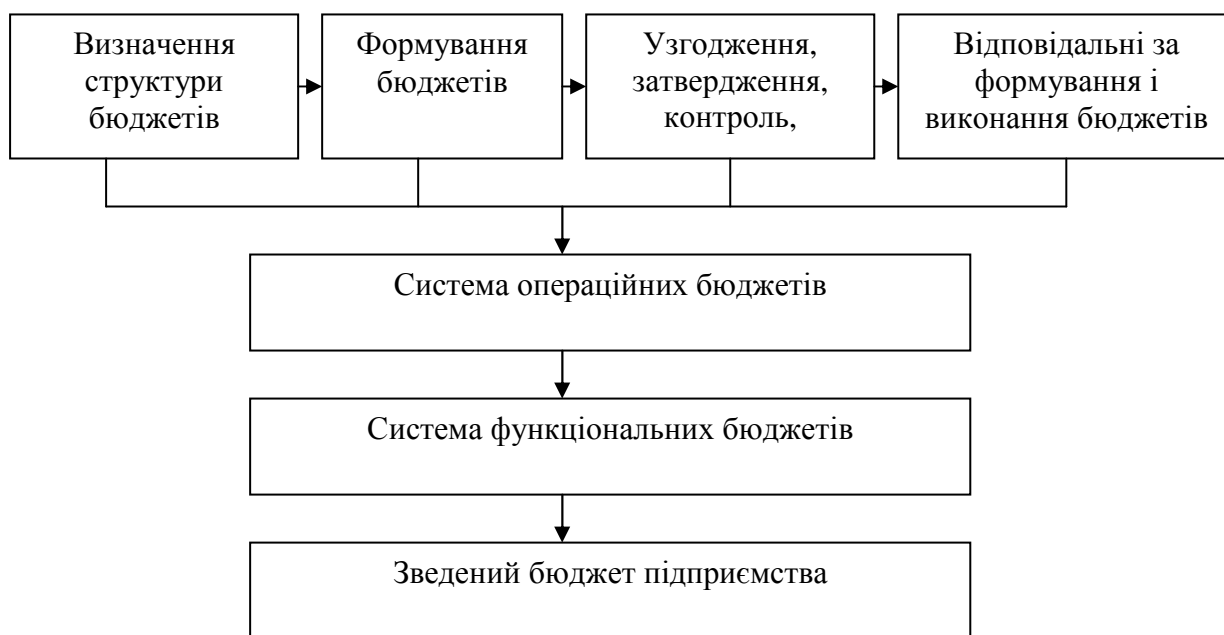 Визначення
структури
бюджетів
Формування
бюджетів
Узгодження,
затвердження,
контроль,
Відповідальні за
формування і
виконання бюджетів
Система операційних бюджетів
Система функціональних бюджетів
Зведений бюджет підприємства